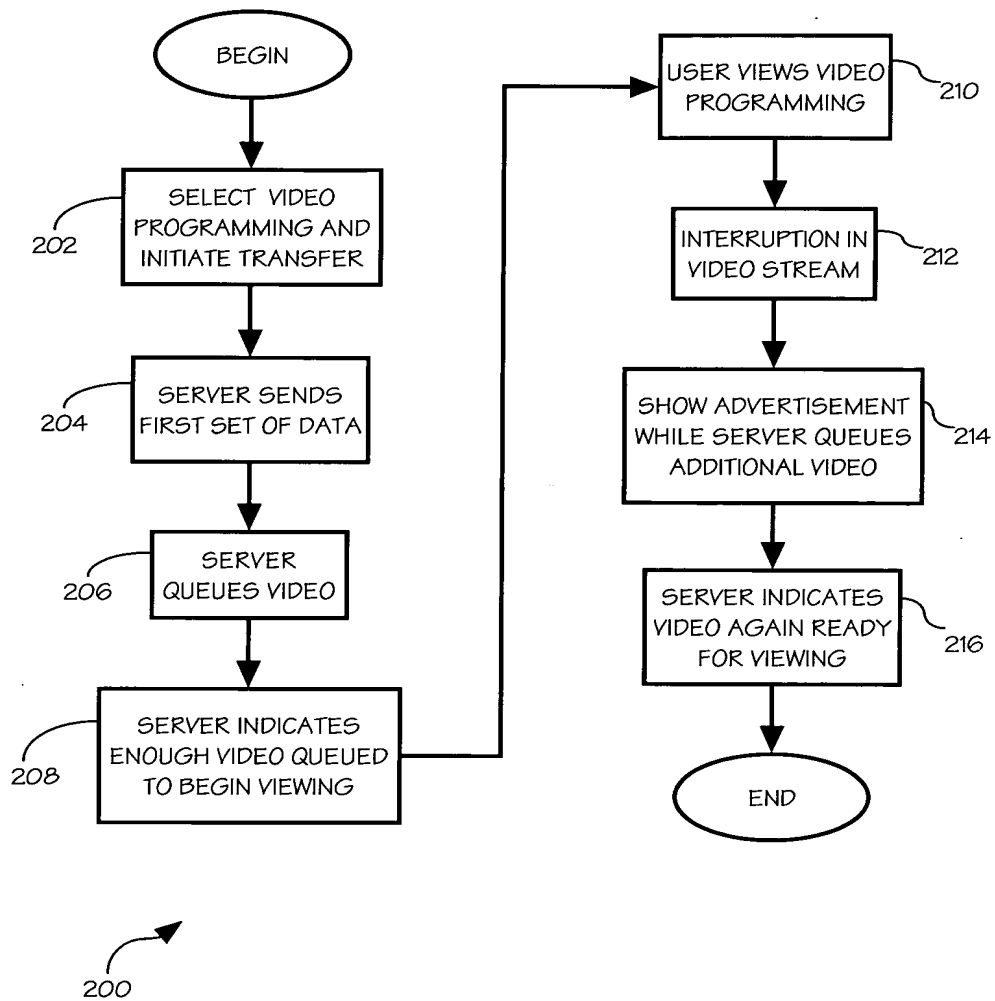 BEGIN
202
SELECT VIDEO
PROGRAMMING AND
INITIATE TRANSFER
204
SERVER SENDS
FIRST SET OF DATA
206
SERVER
QUEUES VIDEO
208
SERVER INDICATES
ENOUGH VIDEO QUEUED
TO BEGIN VIEWING
USER VIEWS VIDEO
PROGRAMMING
210
INTERRUPTION IN
VIDEO STREAM
212
SHOW ADVERTISEMENT
WHILE SERVER QUEUES
ADDITIONAL VIDEO
214
SERVER INDICATES
VIDEO AGAIN READY
FOR VIEWING
216
END
200